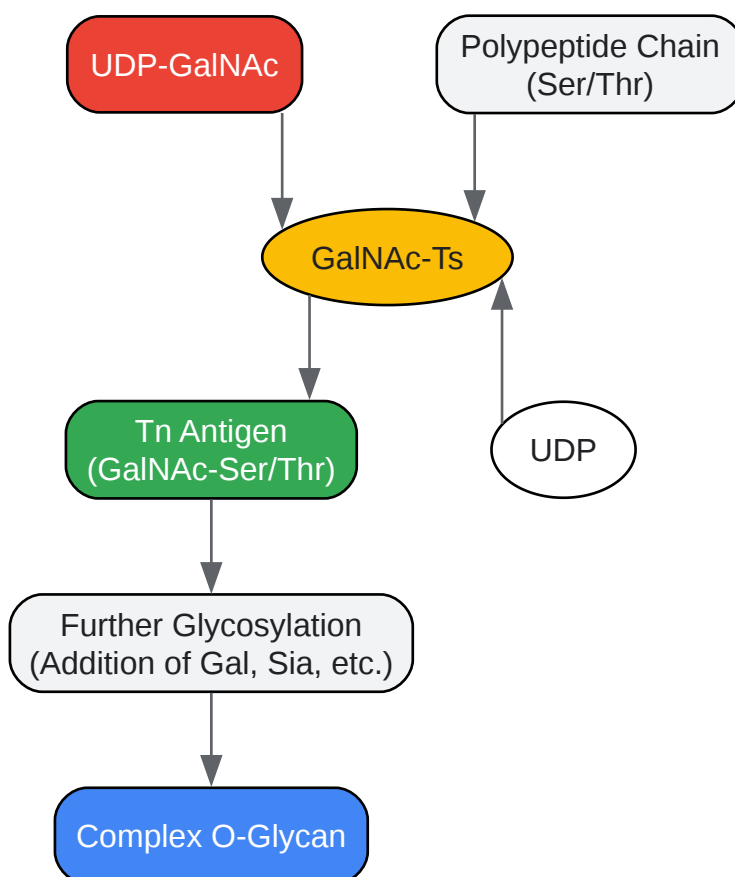 UDP-GalNAc
Polypeptide Chain
(Ser/Thr)
GalNAc-Ts
Tn Antigen
(GalNAc-Ser/Thr)
UDP
Further Glycosylation
(Addition of Gal, Sia, etc.)
Complex O-Glycan